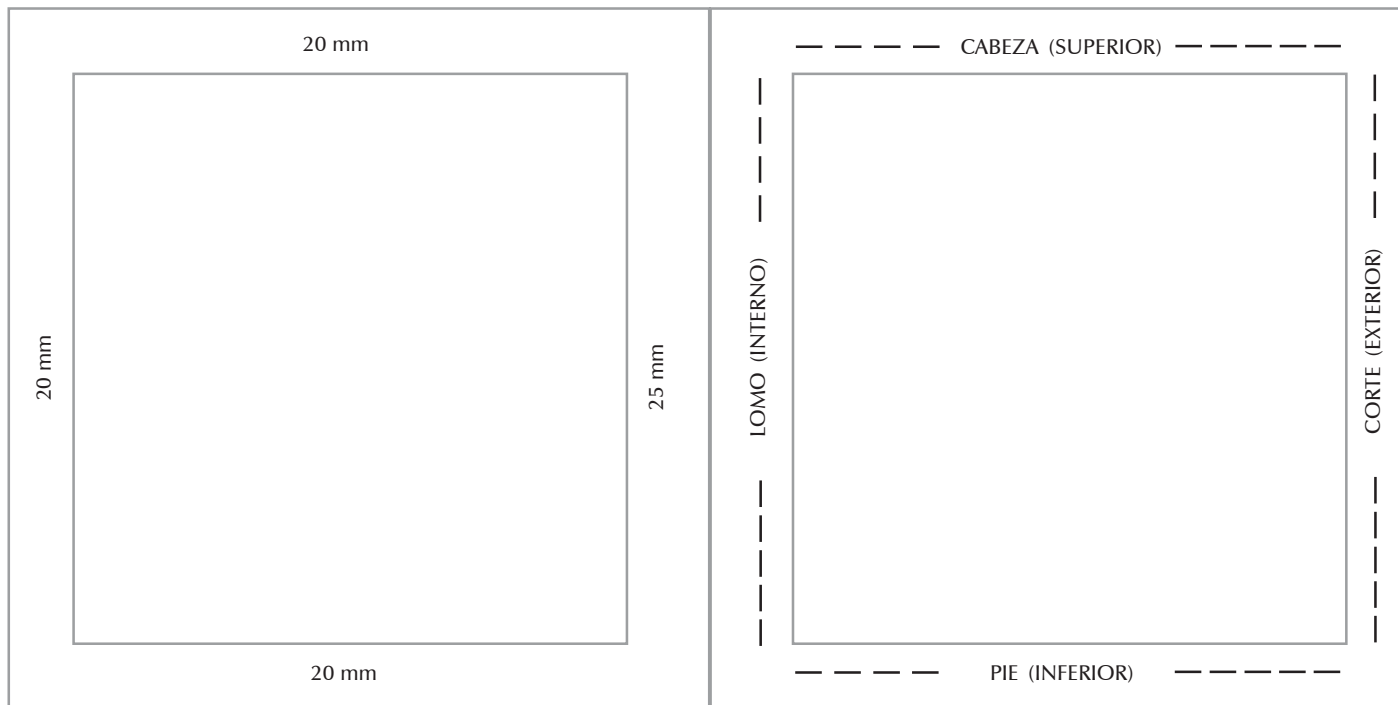 20 mm
20 mm
25 mm
20 mm
CABEZA (SUPERIOR)
LOMO (INTERNO)
CORTE (EXTERIOR)
PIE (INFERIOR)